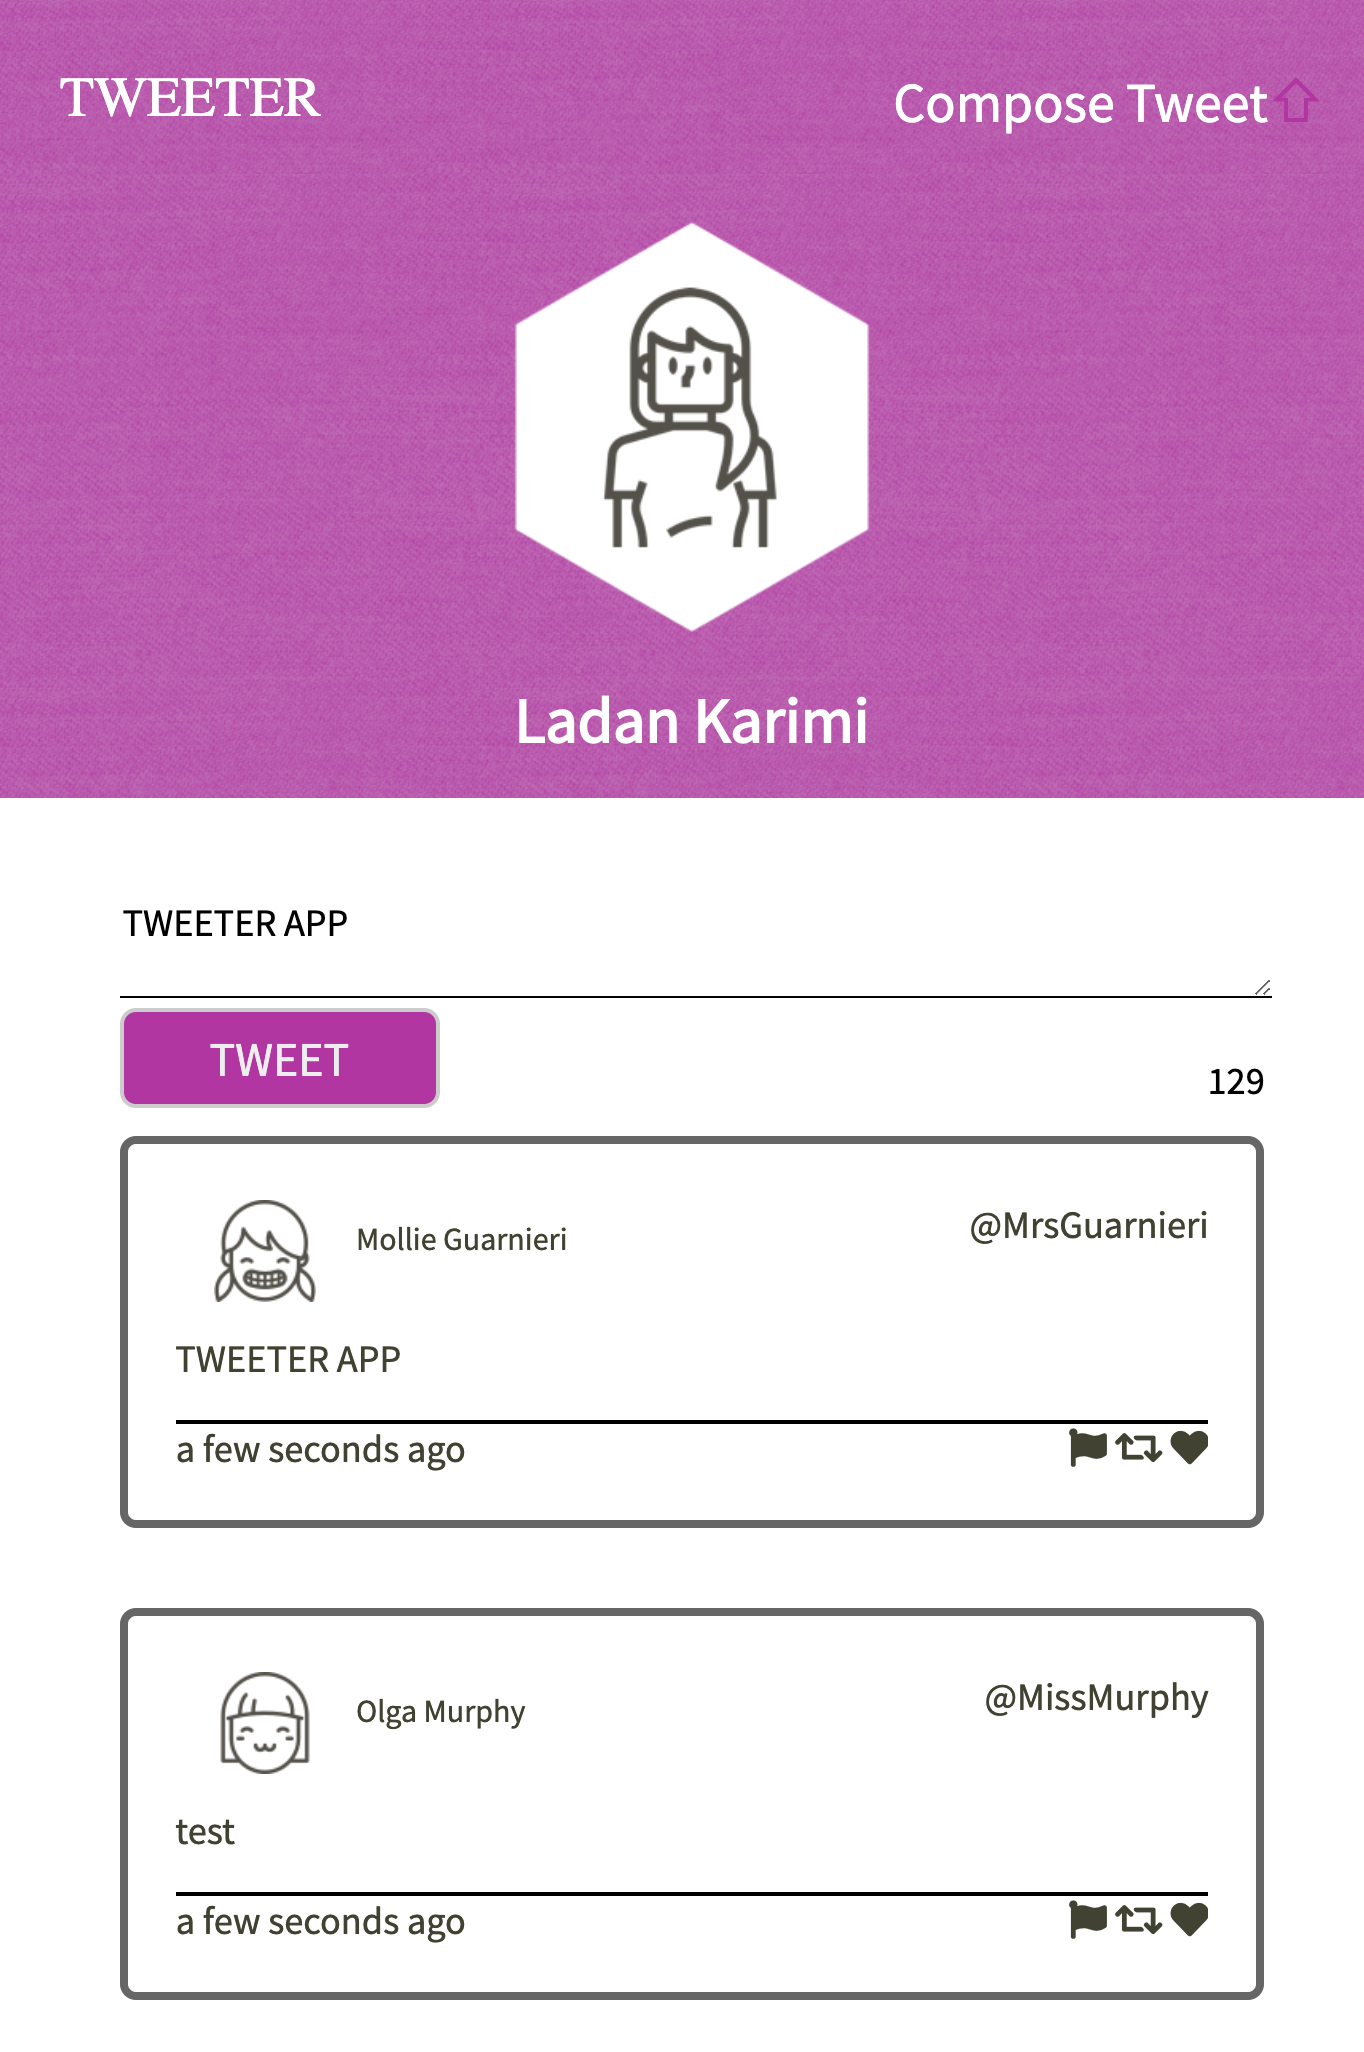 TWEETER
Compose Tweet
Ladan Karimi
TWEETER APP
TWEET
129
Mollie Guarnieri
@MrsGuarnieri
TWEETER APP
a few seconds ago
Olga Murphy
@MissMurphy
test
a few seconds ago